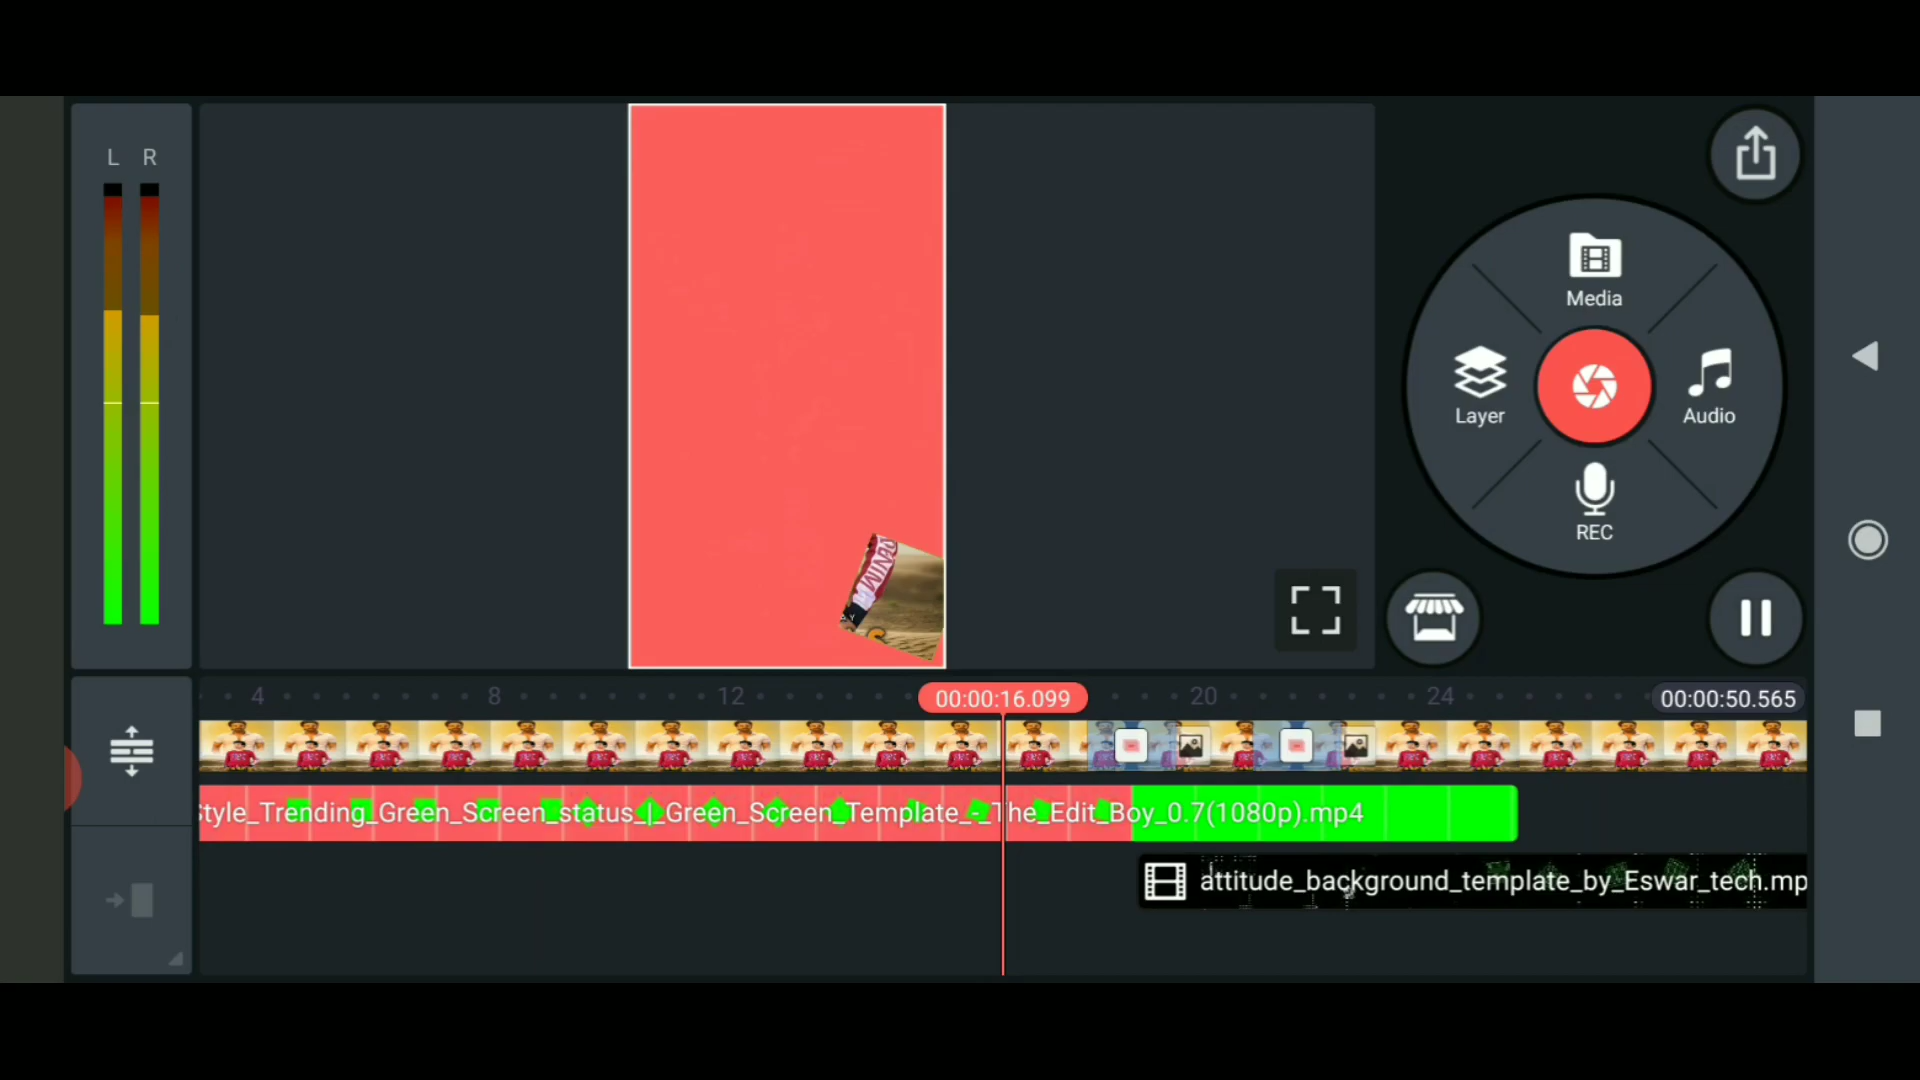 L R
Media
Layer
Audio
REC
4 8 12 00:00:16.099 20 24 00:00:50.565
Style_Trending_Green_Screen_status_|_Green_Screen_Template_-_The_Edit_Boy_0.7(1080p).mp4
attitude_background_template_by_Eswar_tech.mp